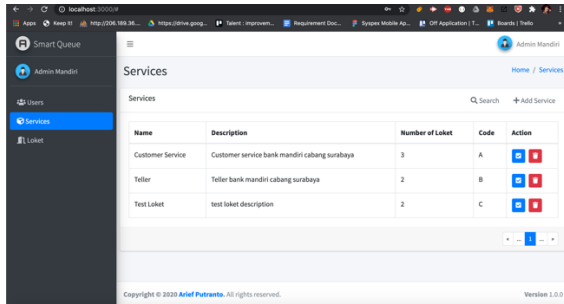 localhost:3000/#
Apps Keep it! http://206.189.36.... https://drive.goog... Talent : improvem... Requirement Doc... Syspex Mobile Ap... Off Application | T... Boards | Trello
Smart Queue
Admin Mandiri
Admin Mandiri
Services
Home / Services
Users
Services
Loket
Services
Search
Add Service
Name Description Number of Loket Code Action
Customer Service Customer service bank mandiri cabang surabaya 3 A
Teller Teller bank mandiri cabang surabaya 2 B
Test Loket test loket description 2 C
« ... 1 ... »
Copyright © 2020 Arief Putranto. All rights reserved.
Version 1.0.0